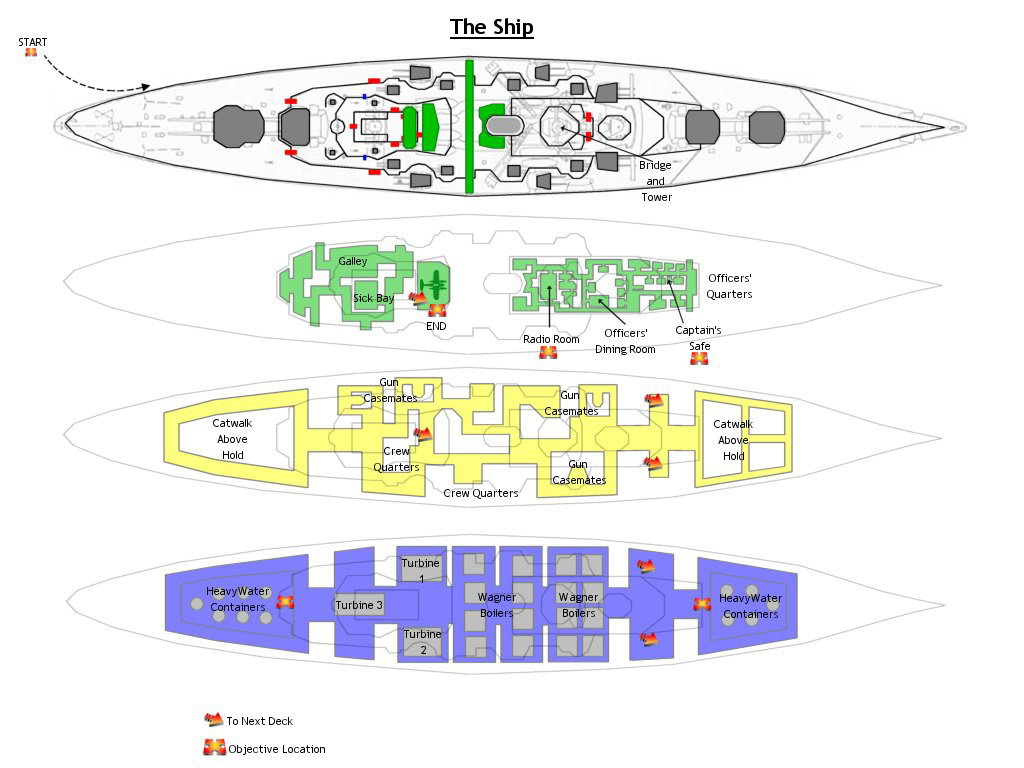 The Ship
START
Bridge
and
Tower
Galley
Sick Bay
END
Radio Room
Officers'
Dining Room
Captain's
Safe
Officers'
Quarters
Catwalk
Above
Hold
Gun
Casemates
Crew
Quarters
Crew Quarters
Gun
Casemates
Gun
Casemates
Catwalk
Above
Hold
HeavyWater
Containers
Turbine
1
Turbine 3
Turbine
2
Wagner
Boilers
Wagner
Boilers
HeavyWater
Containers
To Next Deck
Objective Location